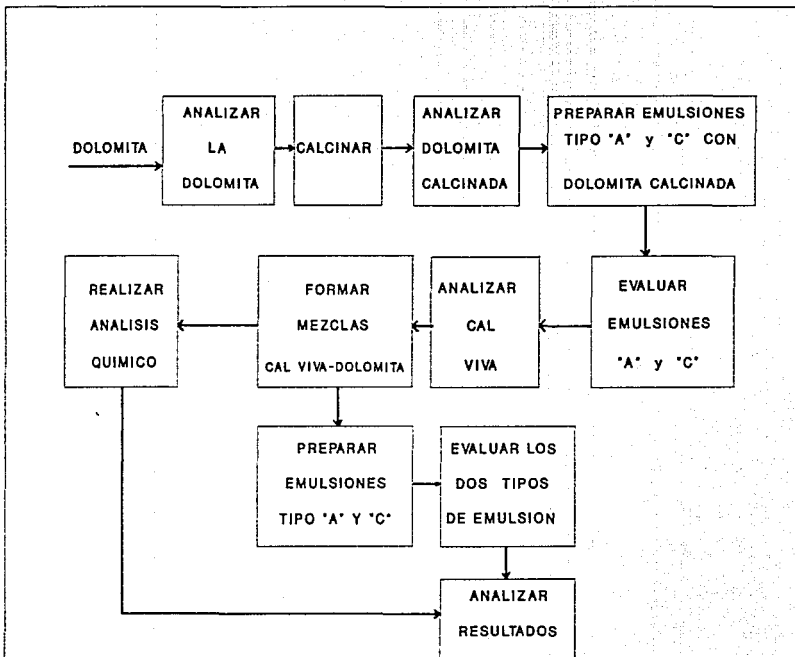 DOLOMITA
ANALIZAR
LA
DOLOMITA
CALCINAR
ANALIZAR
DOLOMITA
CALCINADA
PREPARAR EMULSIONES
TIPO "A" y "C" CON
DOLOMITA CALCINADA
REALIZAR
ANALISIS
QUIMICO
FORMAR
MEZCLAS
CAL VIVA-DOLOMITA
ANALIZAR
CAL
VIVA
EVALUAR
EMULSIONES
"A" y "C"
PREPARAR
EMULSIONES
TIPO "A" Y "C"
EVALUAR LOS
DOS TIPOS
DE EMULSION
ANALIZAR
RESULTADOS